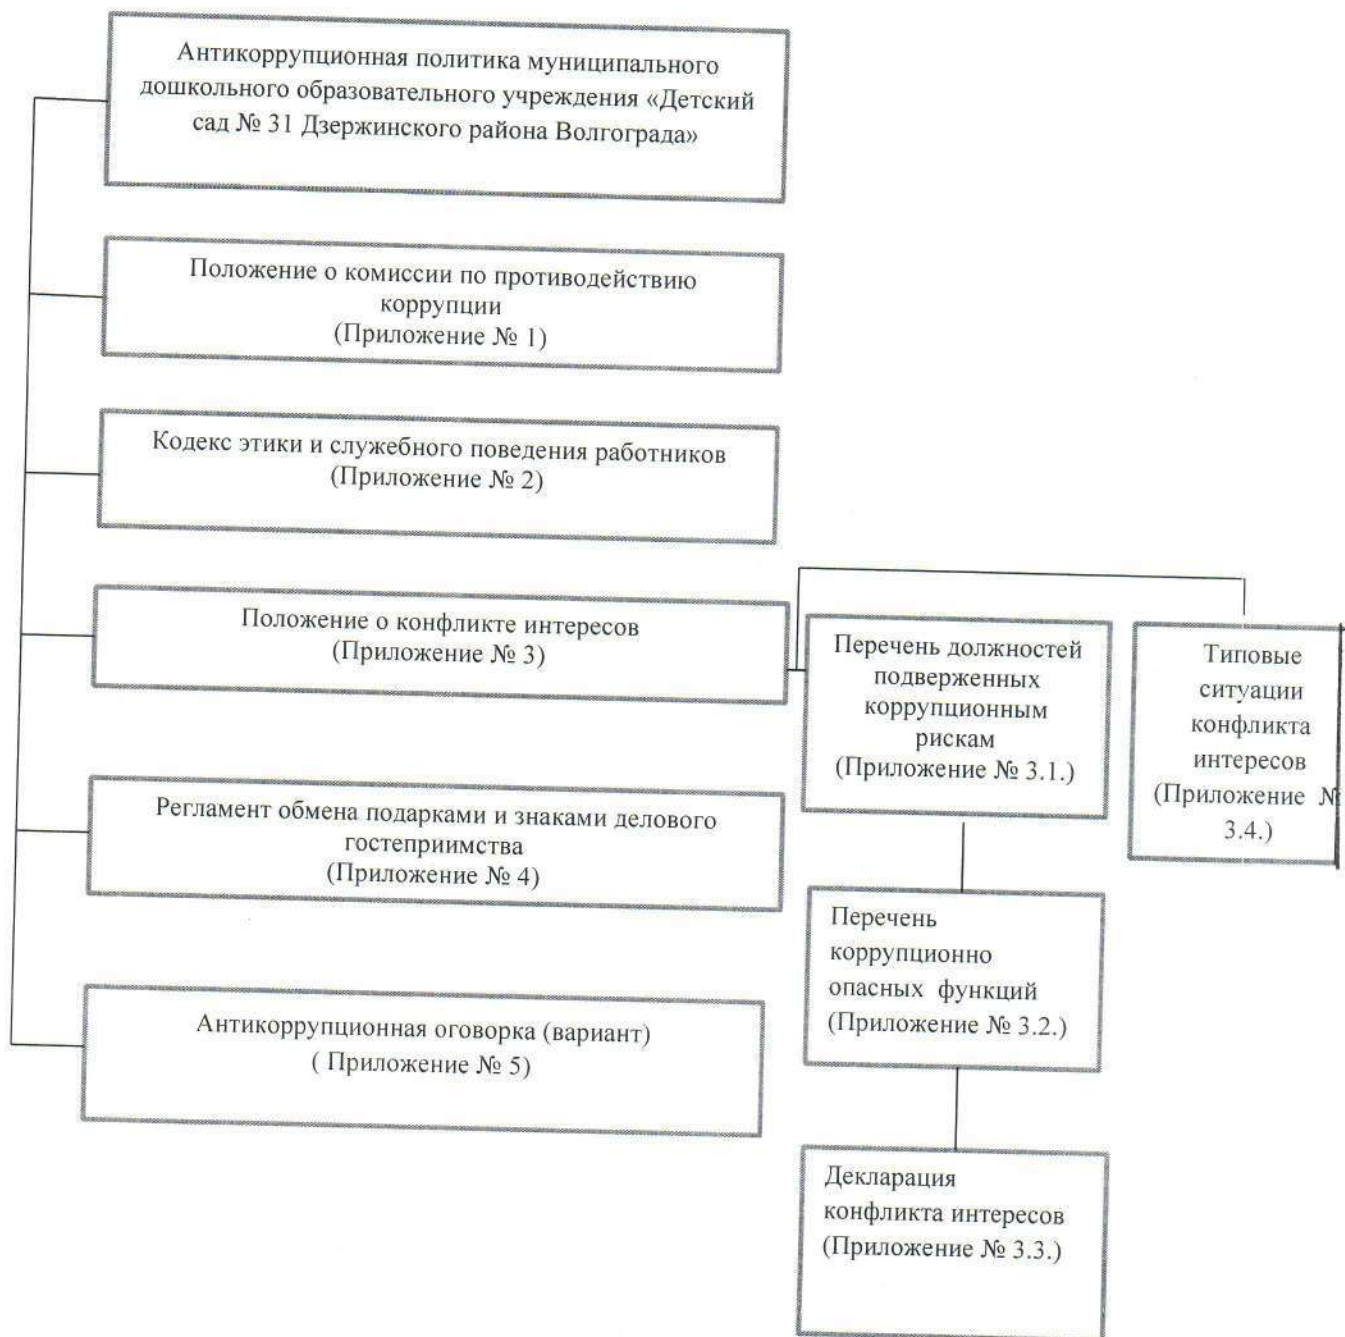 Антикоррупционная политика муниципального
дошкольного образовательного учреждения «Детский
сад № 31 Дзержинского района Волгограда»
Положение о комиссии по противодействию
коррупции
(Приложение № 1)
Кодекс этики и служебного поведения работников
(Приложение № 2)
Положение о конфликте интересов
(Приложение № 3)
Перечень должностей
подверженных
коррупционным
рискам
(Приложение № 3.1.)
Типовые
ситуации
конфликта
интересов
(Приложение №
3.4.)
Регламент обмена подарками и знаками делового
гостеприимства
(Приложение № 4)
Перечень
коррупционно
опасных функций
(Приложение № 3.2.)
Антикоррупционная оговорка (вариант)
( Приложение № 5)
Декларация
конфликта интересов
(Приложение № 3.3.)